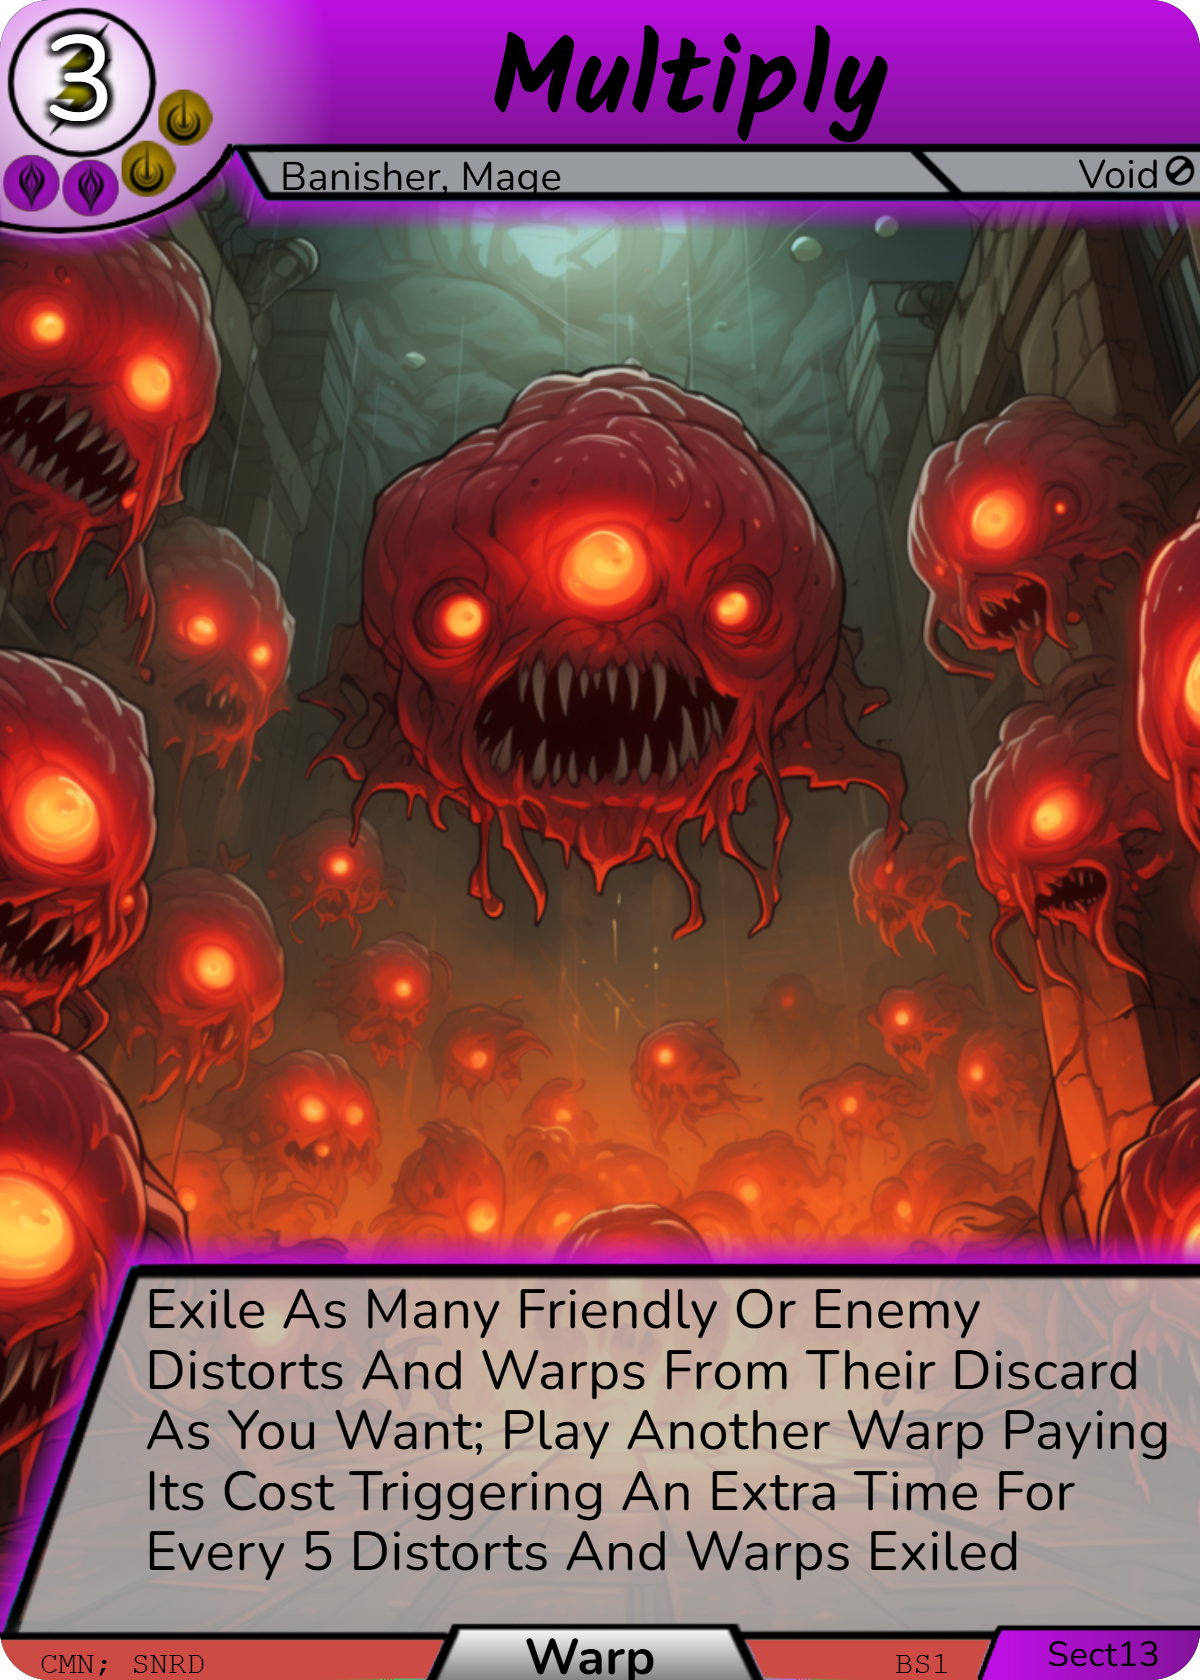 3
Multiply
Banisher, Mage
Void
Exile As Many Friendly Or Enemy
Distorts And Warps From Their Discard
As You Want; Play Another Warp Paying
Its Cost Triggering An Extra Time For
Every 5 Distorts And Warps Exiled
CMN; SNRD
Warp
BS1
Sect13